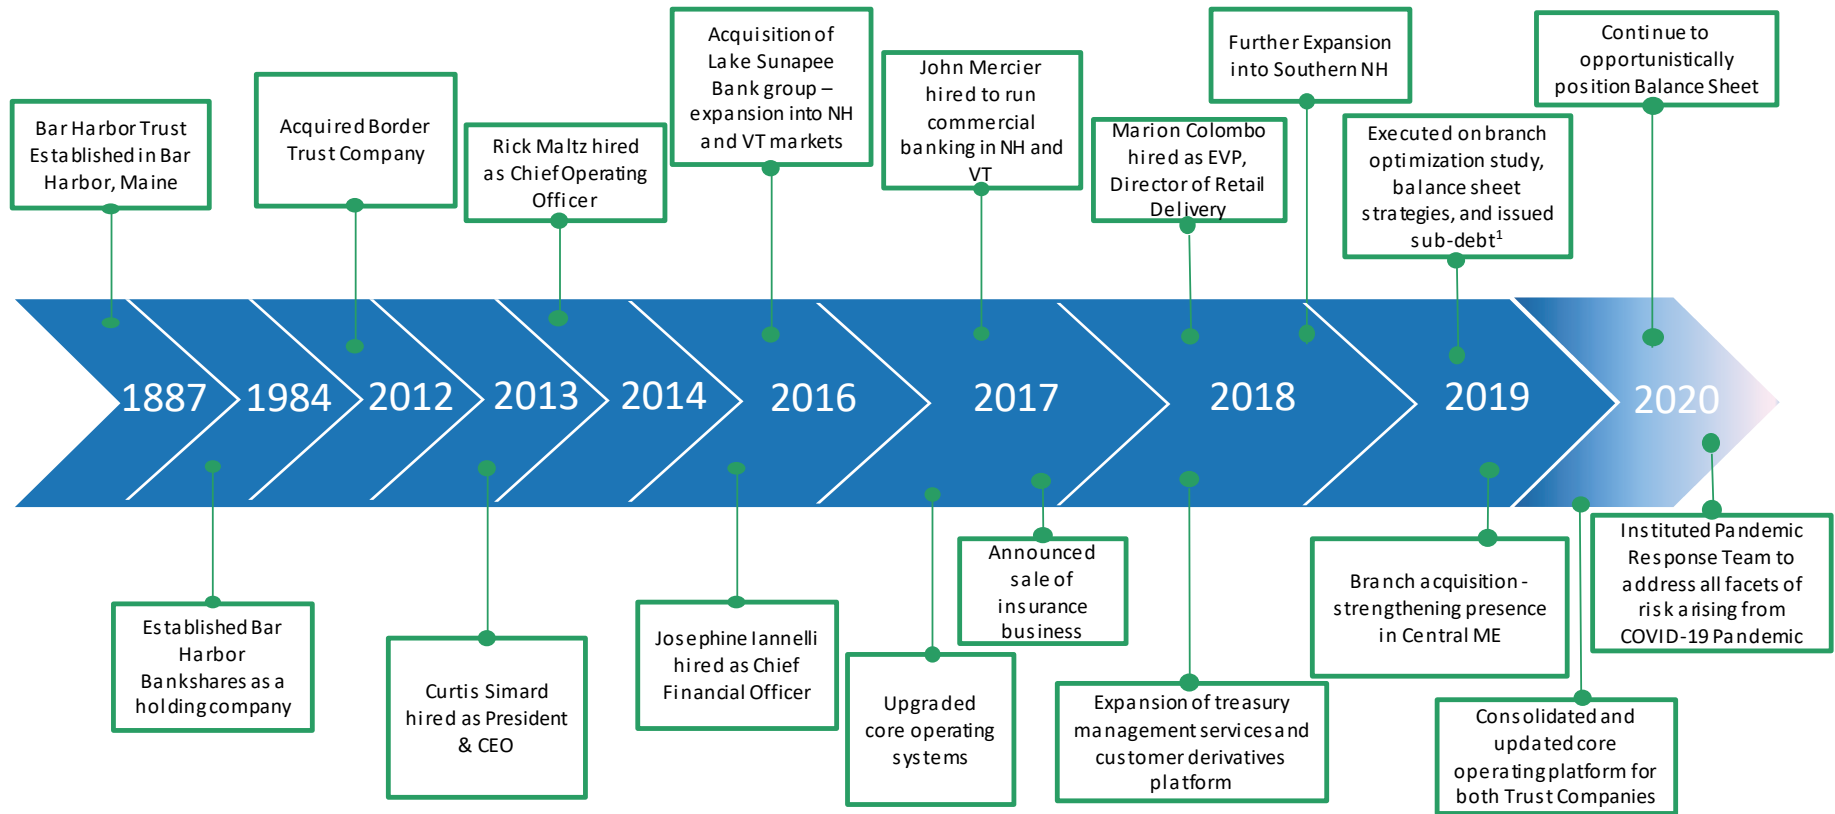 Bar Harbor Trust
Established in Bar
Harbor, Maine
Acquired Border
Trust Company
Rick Maltz hired
as Chief Operating
Officer
Acquisition of
Lake Sunapee
Bank group –
expansion into NH
and VT markets
John Mercier
hired to run
commercial
banking in NH and
VT
Marion Colombo
hired as EVP,
Director of Retail
Delivery
Further Expansion
into Southern NH
Executed on branch
optimization study,
balance sheet
strategies, and issued
sub-debt¹
Continue to
opportunistically
position Balance Sheet
1887
1984
2012
2013
2014
2016
2017
2018
2019
2020
Established Bar
Harbor
Bankshares as a
holding company
Curtis Simard
hired as President
& CEO
Josephine Iannelli
hired as Chief
Financial Officer
Upgraded
core operating
systems
Announced
sale of
insurance
business
Expansion of treasury
management services and
customer derivatives
platform
Branch acquisition -
strengthening presence
in Central ME
Consolidated and
updated core
operating platform for
both Trust Companies
Instituted Pandemic
Response Team to
address all facets of
risk arising from
COVID-19 Pandemic